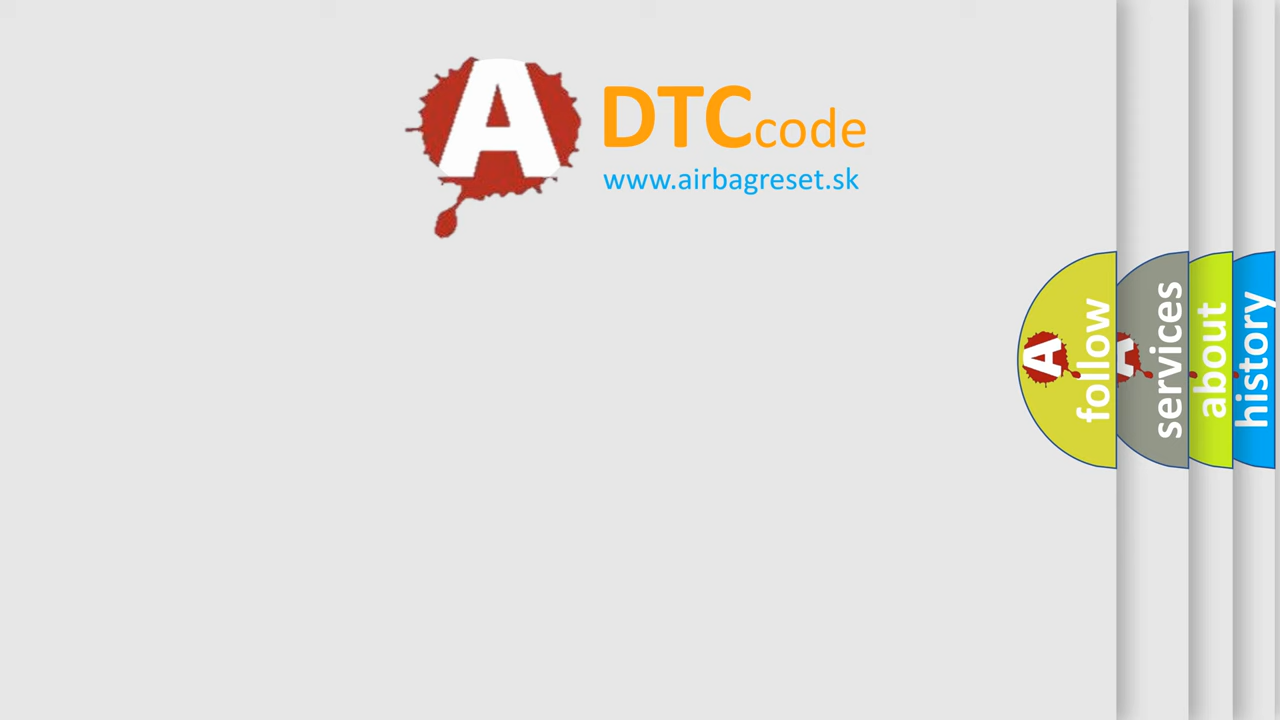 A DTCcode
www.airbagreset.sk
A follow
A services
about
history